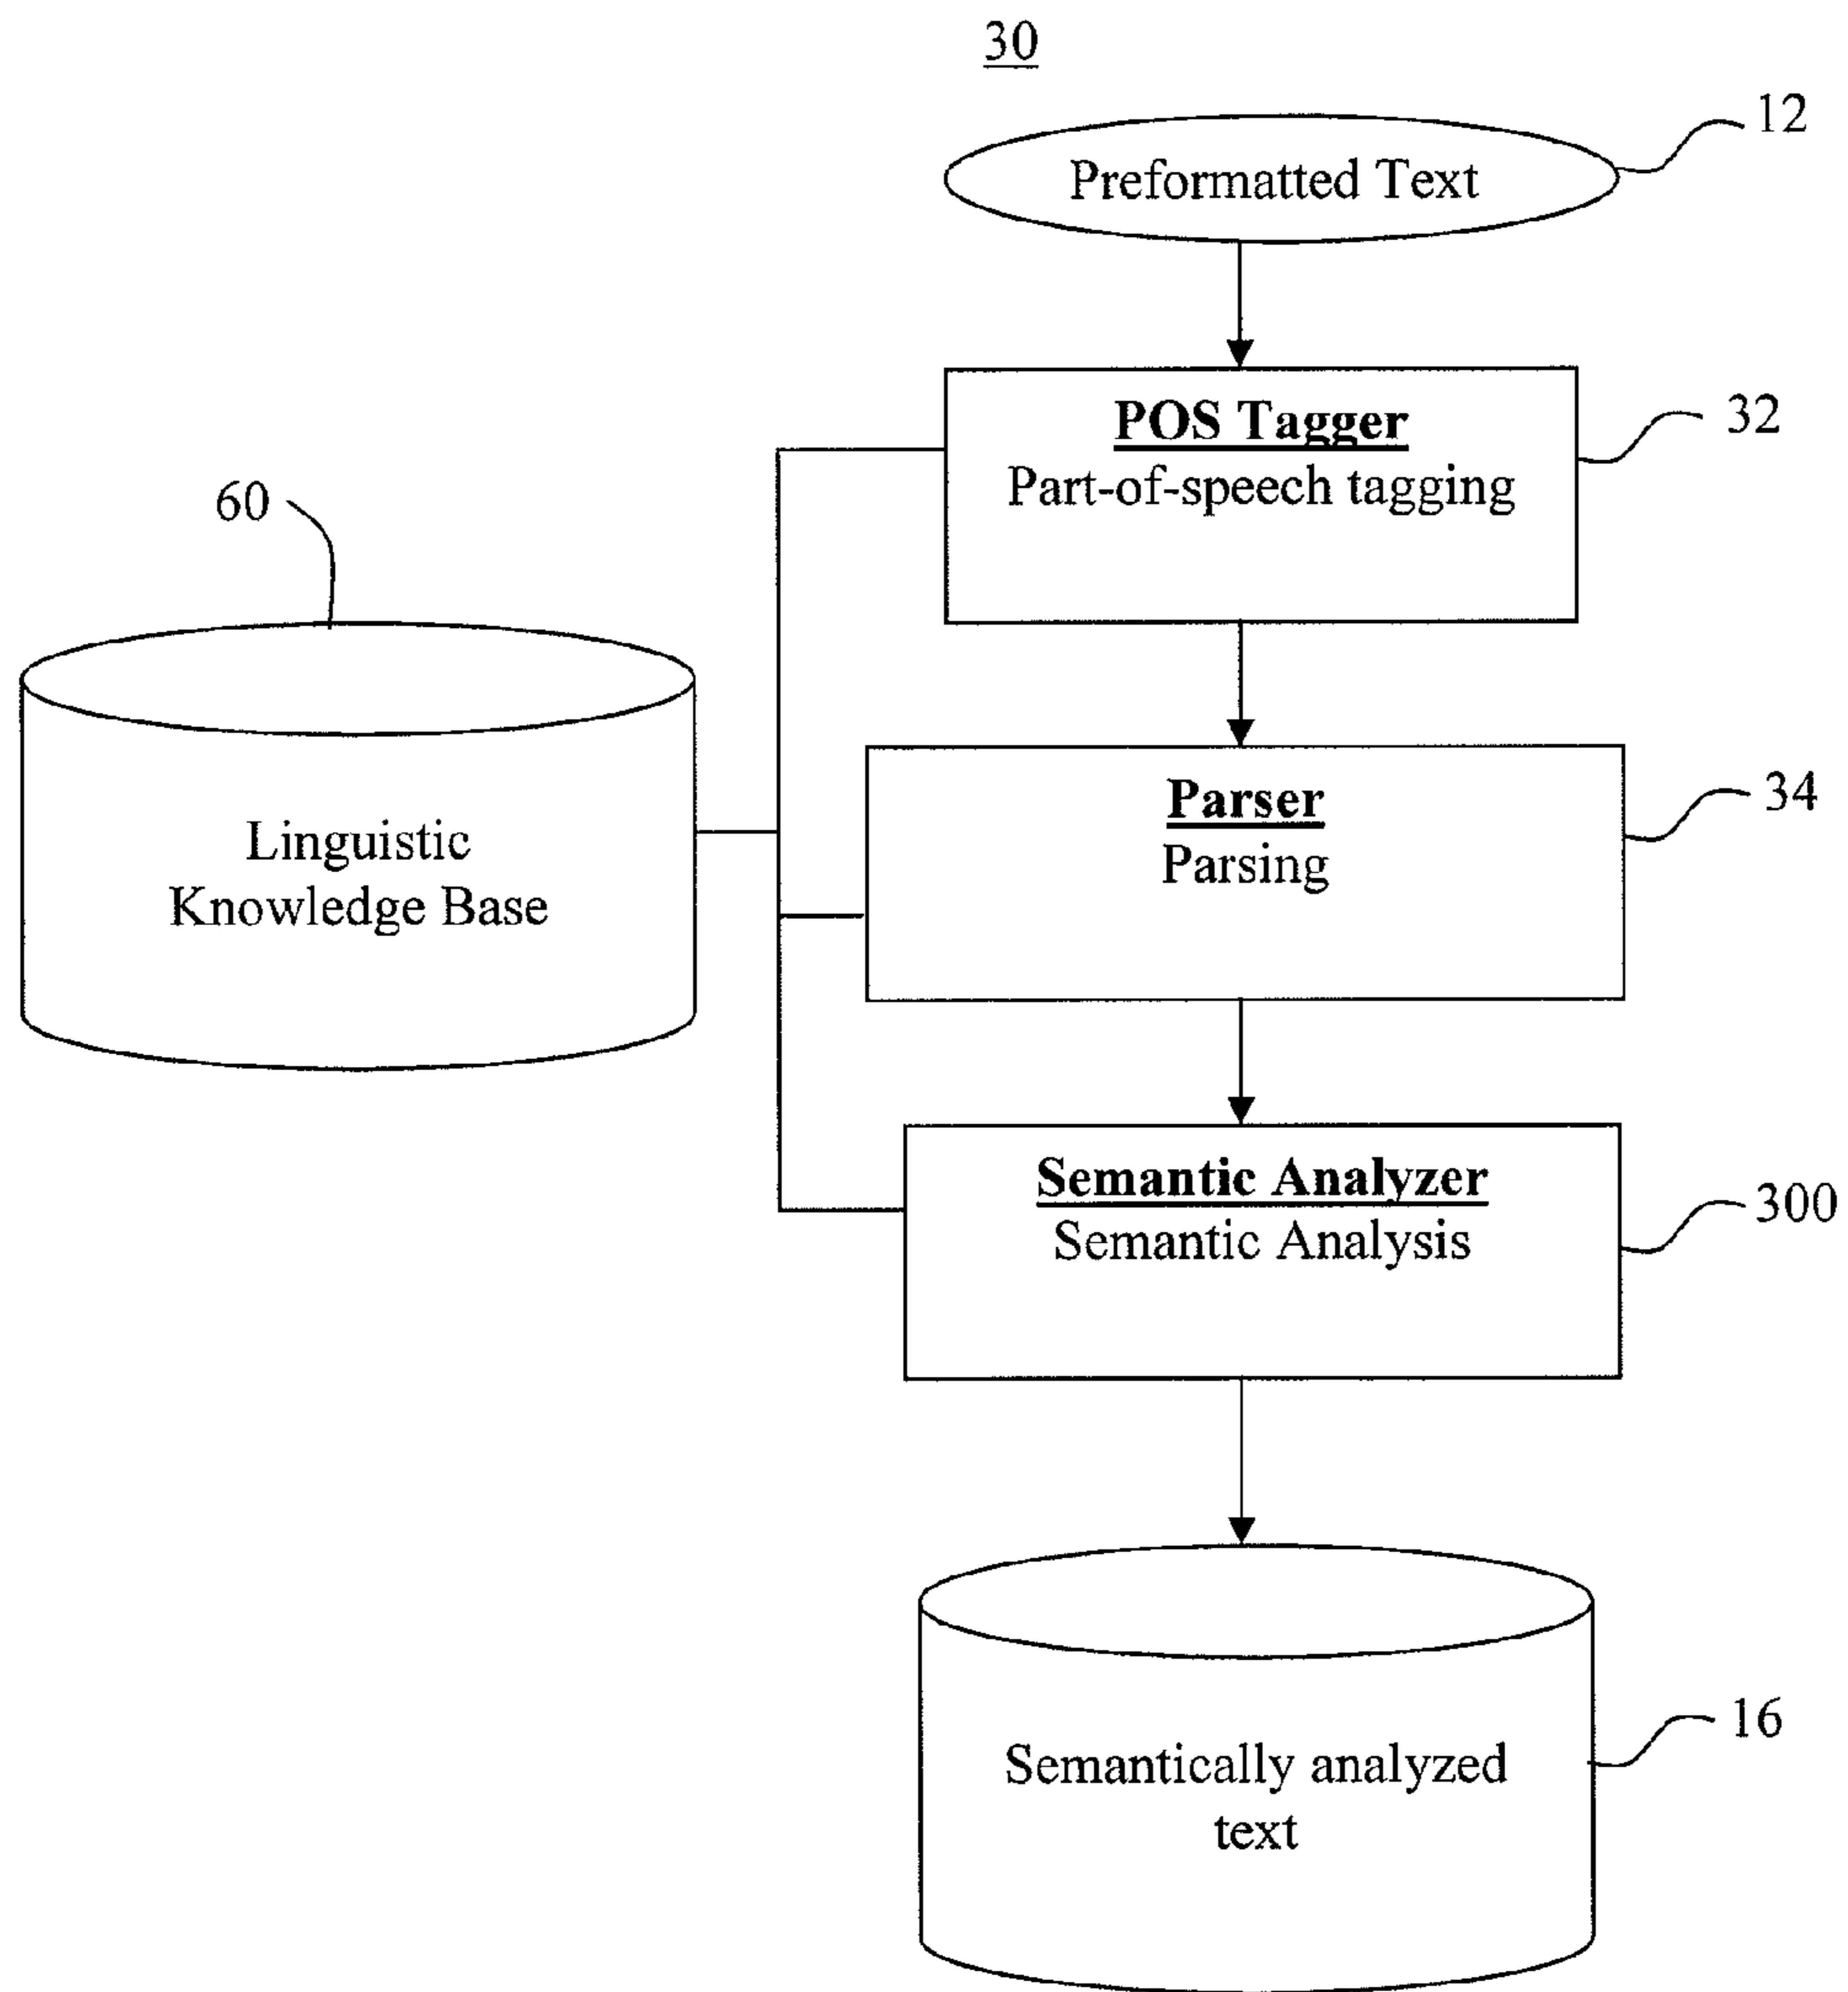 30
12
Preformatted Text
POS Tagger
32
Part-of-speech tagging
60
Parser
34
Parsing
Linguistic
Knowledge Base
Semantic Analyzer
300
Semantic Analysis
16
Semantically analyzed
text